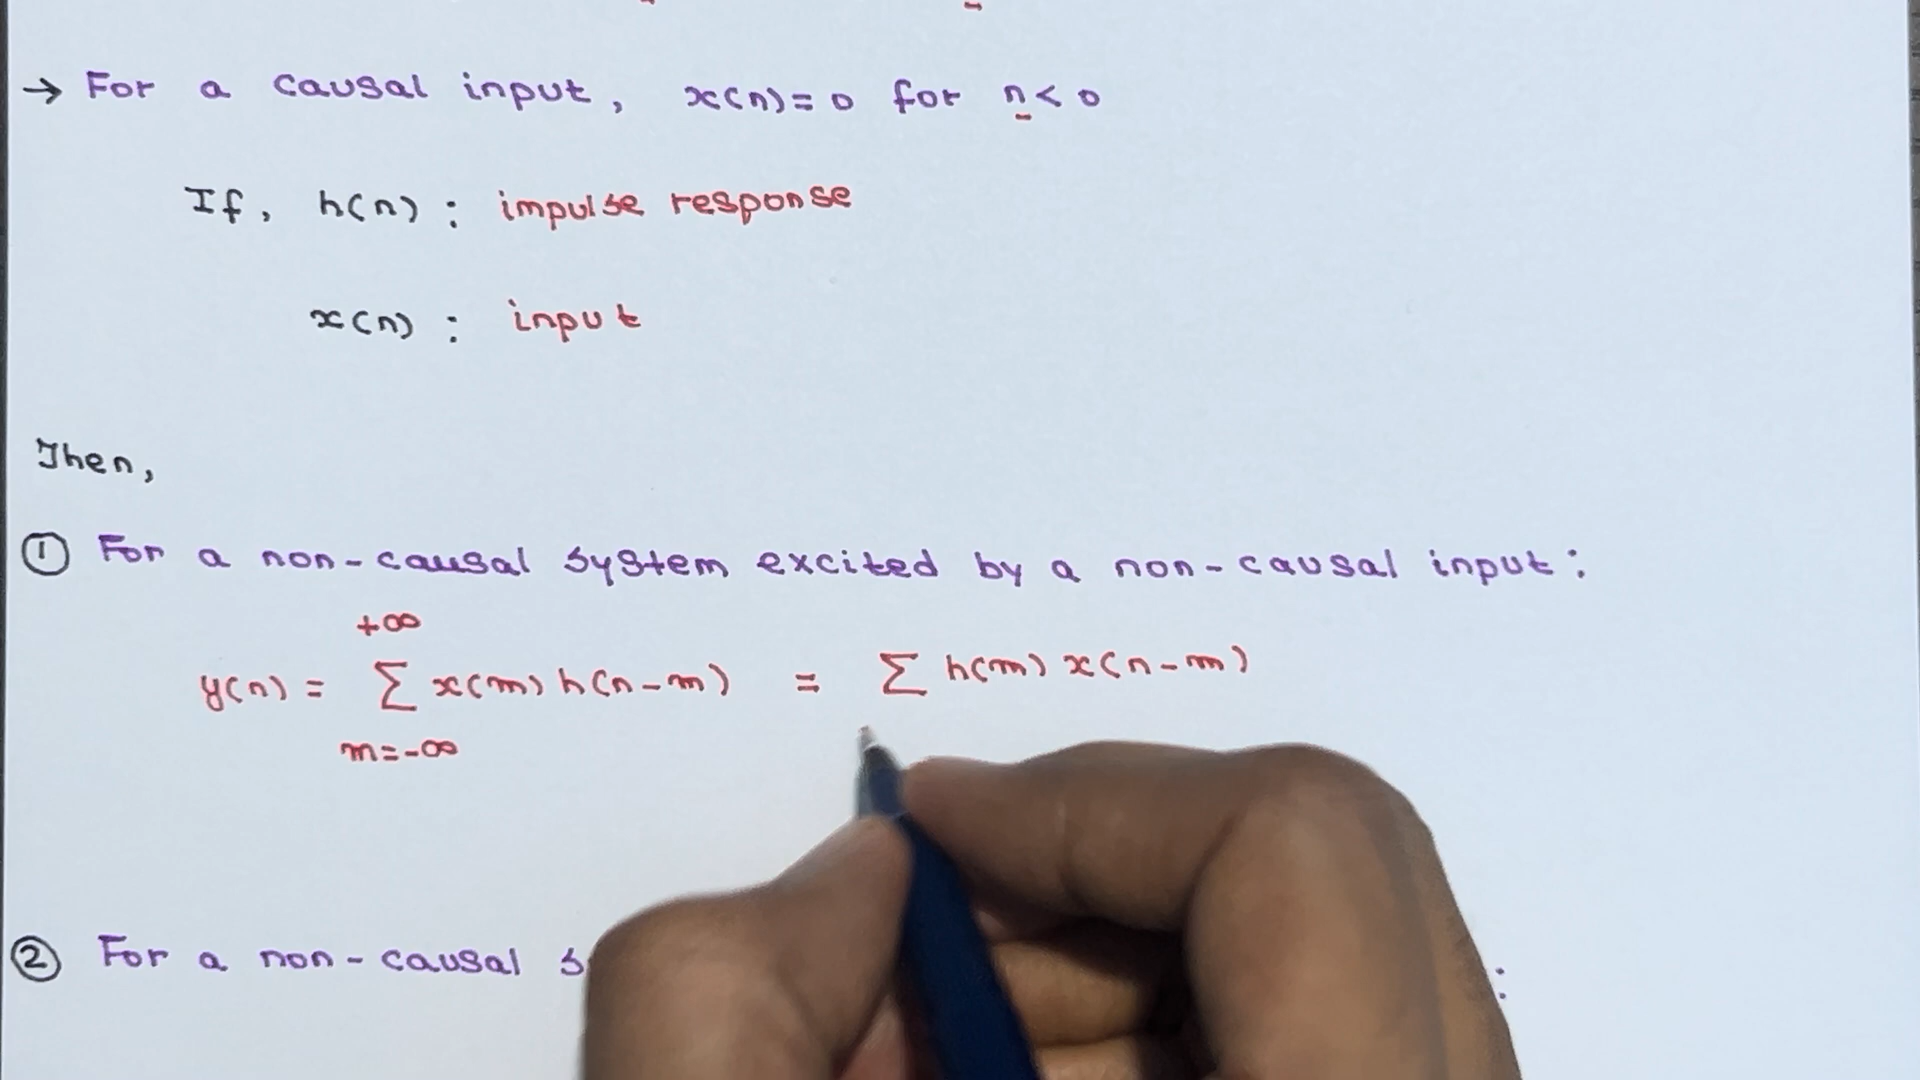 → For a causal input, x(n)=0 for n<0
If, h(n) : impulse response
x(n) : input
Then,
① For a non-causal system excited by a non-causal input:
+∞
y(n) = ∑ x(m) h(n-m) = ∑ h(m) x(n-m)
m=-∞
② For a non-causal :